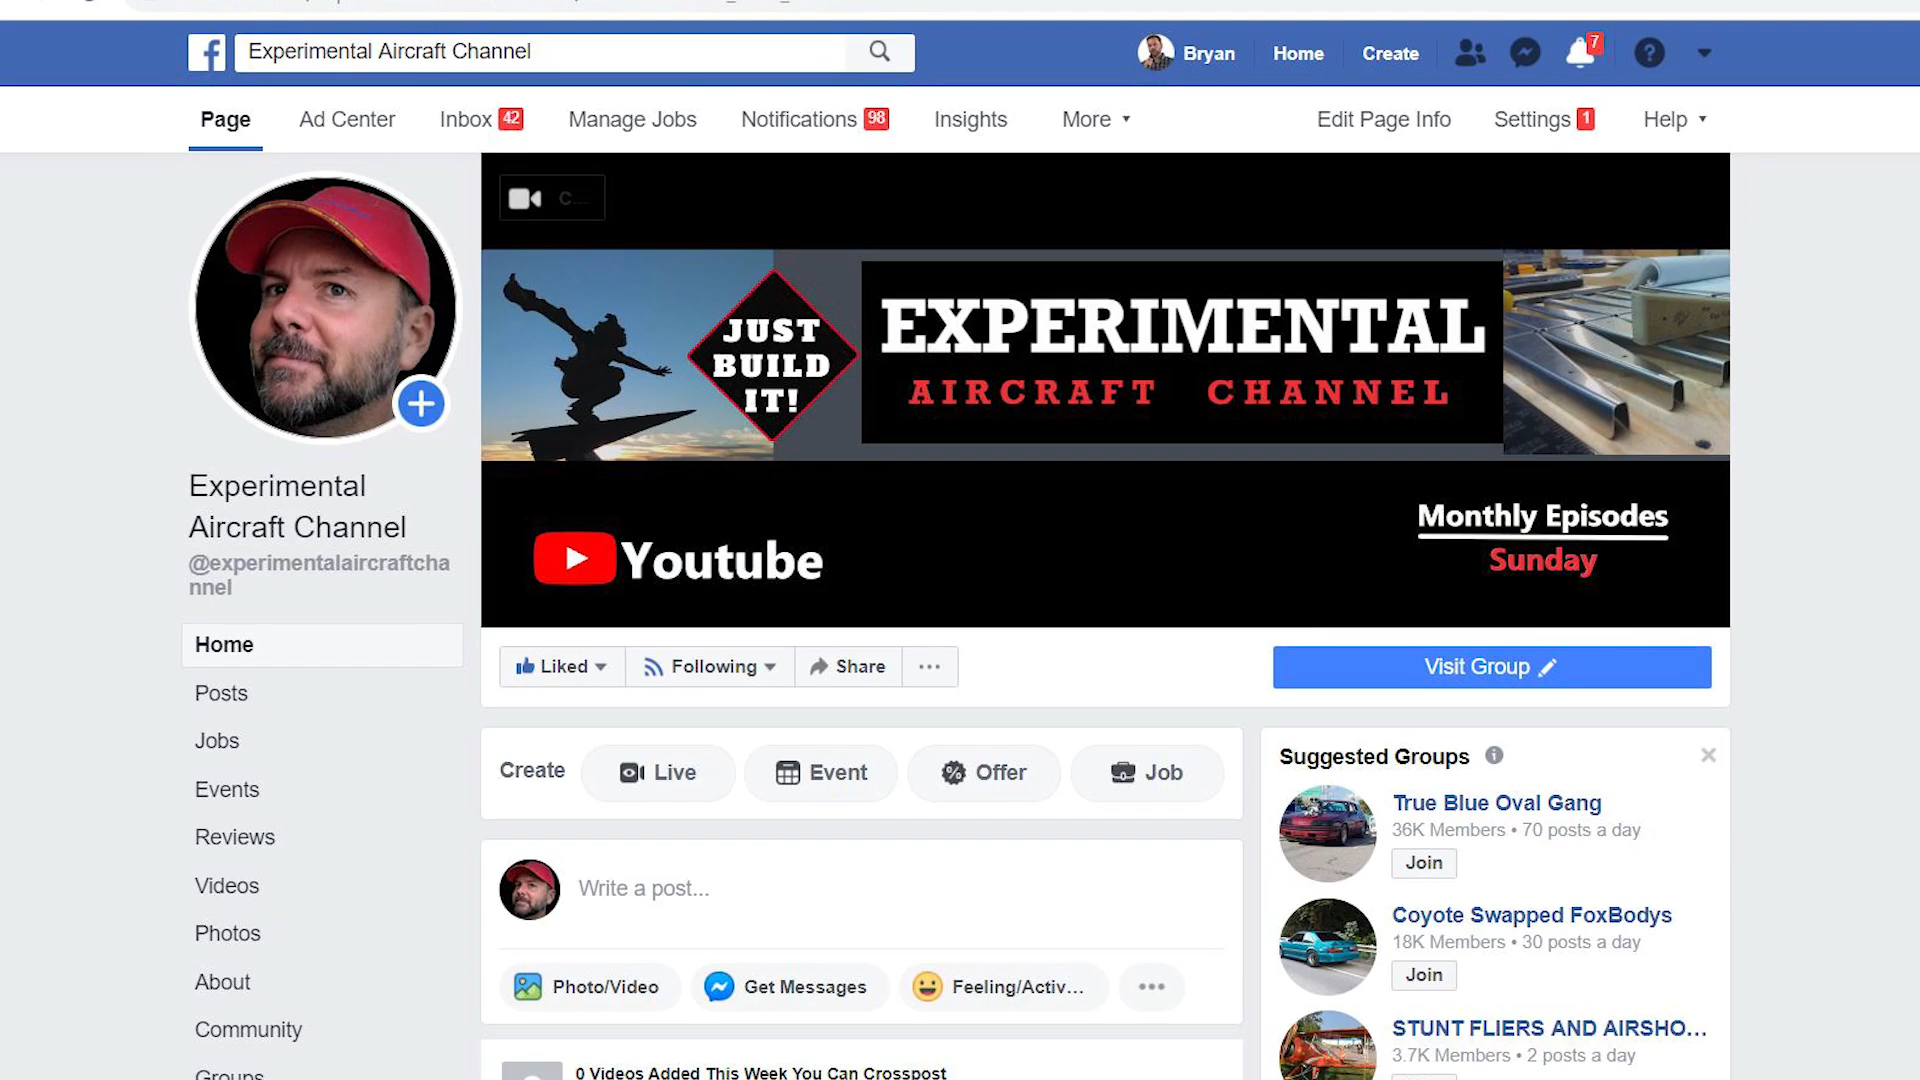 Experimental Aircraft Channel
Bryan
Home
Create
7
Page
Ad Center
Inbox 42
Manage Jobs
Notifications 98
Insights
More
Edit Page Info
Settings 1
Help
C...
JUST
BUILD
IT!
EXPERIMENTAL
AIRCRAFT CHANNEL
Youtube
Monthly Episodes
Sunday
Experimental
Aircraft Channel
@experimentalaircraftcha
nnel
Home
Posts
Jobs
Events
Reviews
Videos
Photos
About
Community
Groups
Liked
Following
Share
Visit Group
Create
Live
Event
Offer
Job
Write a post...
Photo/Video
Get Messages
Feeling/Activ...
0 Videos Added This Week You Can Crosspost
Suggested Groups
True Blue Oval Gang
36K Members • 70 posts a day
Join
Coyote Swapped FoxBodys
18K Members • 30 posts a day
Join
STUNT FLIERS AND AIRSHO...
3.7K Members • 2 posts a day